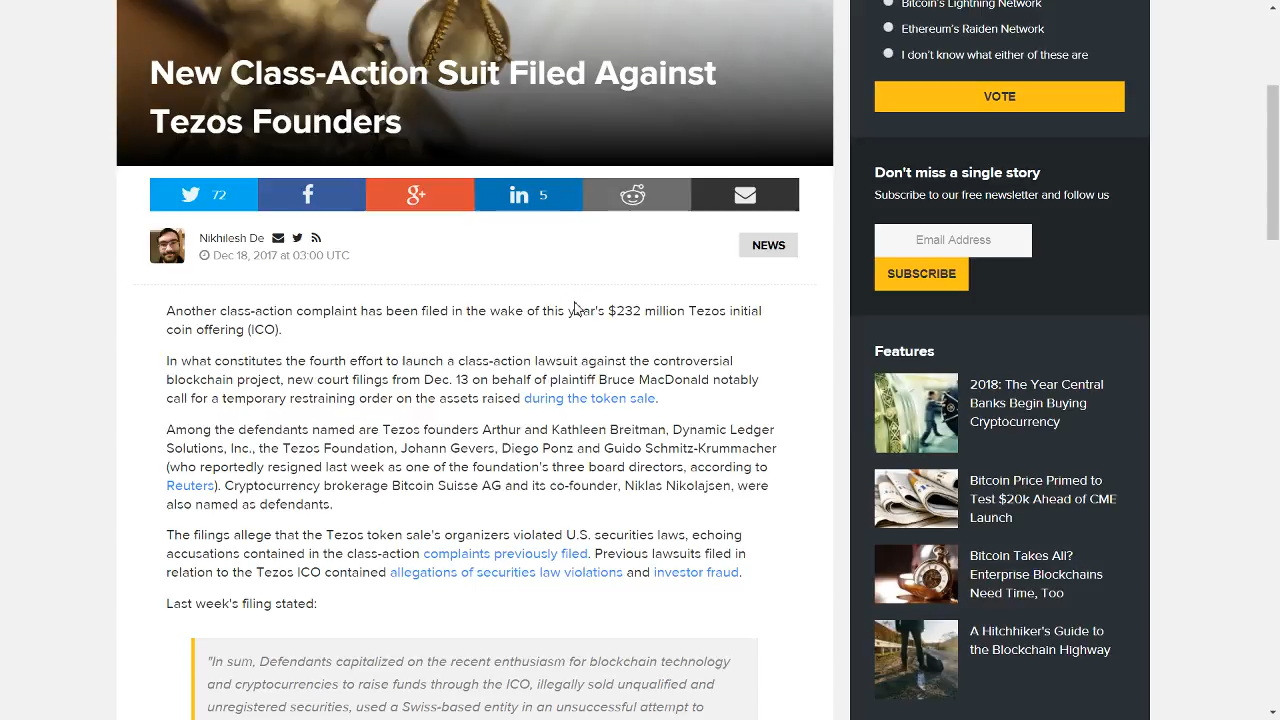 New Class-Action Suit Filed Against
Tezos Founders
72
5
Nikhilesh De
Dec 18, 2017 at 03:00 UTC
NEWS
Another class-action complaint has been filed in the wake of this year's $232 million Tezos initial
coin offering (ICO).
In what constitutes the fourth effort to launch a class-action lawsuit against the controversial
blockchain project, new court filings from Dec. 13 on behalf of plaintiff Bruce MacDonald notably
call for a temporary restraining order on the assets raised during the token sale.
Among the defendants named are Tezos founders Arthur and Kathleen Breitman, Dynamic Ledger
Solutions, Inc., the Tezos Foundation, Johann Gevers, Diego Ponz and Guido Schmitz-Krummacher
(who reportedly resigned last week as one of the foundation's three board directors, according to
Reuters). Cryptocurrency brokerage Bitcoin Suisse AG and its co-founder, Niklas Nikolajsen, were
also named as defendants.
The filings allege that the Tezos token sale's organizers violated U.S. securities laws, echoing
accusations contained in the class-action complaints previously filed. Previous lawsuits filed in
relation to the Tezos ICO contained allegations of securities law violations and investor fraud.
Last week's filing stated:
"In sum, Defendants capitalized on the recent enthusiasm for blockchain technology
and cryptocurrencies to raise funds through the ICO, illegally sold unqualified and
unregistered securities, used a Swiss-based entity in an unsuccessful attempt to
Bitcoin's Lightning Network
Ethereum's Raiden Network
I don't know what either of these are
VOTE
Don't miss a single story
Subscribe to our free newsletter and follow us
Email Address
SUBSCRIBE
Features
2018: The Year Central
Banks Begin Buying
Cryptocurrency
Bitcoin Price Primed to
Test $20k Ahead of CME
Launch
Bitcoin Takes All?
Enterprise Blockchains
Need Time, Too
A Hitchhiker's Guide to
the Blockchain Highway